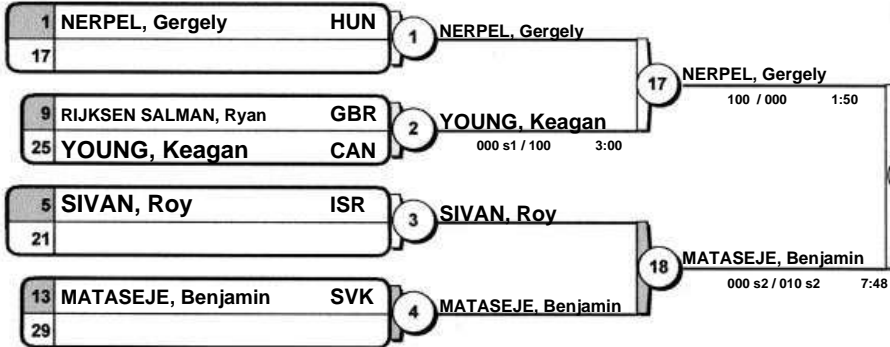 1 NERPEL, Gergely HUN
17
1 NERPEL, Gergely
9 RIJKSEN SALMAN, Ryan GBR
25 YOUNG, Keagan CAN
2 YOUNG, Keagan
000 s1 / 100 3:00
17 NERPEL, Gergely
100 / 000 1:50
5 SIVAN, Roy ISR
21
3 SIVAN, Roy
13 MATASEJE, Benjamin SVK
29
4 MATASEJE, Benjamin
18 MATASEJE, Benjamin
000 s2 / 010 s2 7:48